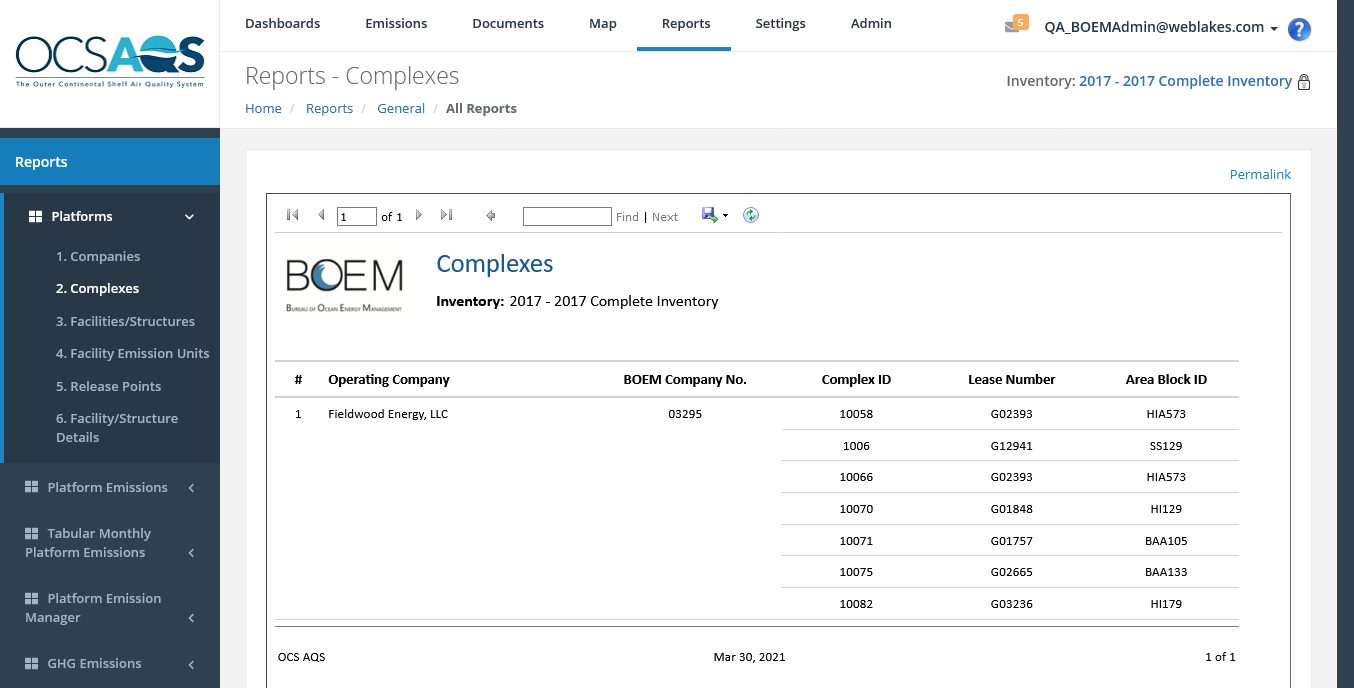 OCSAQS
The Outer Continental Shelf Air Quality System
Dashboards Emissions Documents Map Reports Settings Admin
5 QA_BOEMAdmin@weblakes.com ?
Reports - Complexes
Inventory: 2017 - 2017 Complete Inventory
Home / Reports / General / All Reports
Reports
Platforms
1. Companies
2. Complexes
3. Facilities/Structures
4. Facility Emission Units
5. Release Points
6. Facility/Structure
Details
Platform Emissions
Tabular Monthly
Platform Emissions
Platform Emission
Manager
GHG Emissions
Permalink
1 of 1 Find | Next
BOEM
Bureau of Ocean Energy Management
Complexes
Inventory: 2017 - 2017 Complete Inventory
# Operating Company BOEM Company No. Complex ID Lease Number Area Block ID
1 Fieldwood Energy, LLC 03295 10058 G02393 HIA573
1006 G12941 SS129
10066 G02393 HIA573
10070 G01848 HI129
10071 G01757 BAA105
10075 G02665 BAA133
10082 G03236 HI179
OCS AQS Mar 30, 2021 1 of 1